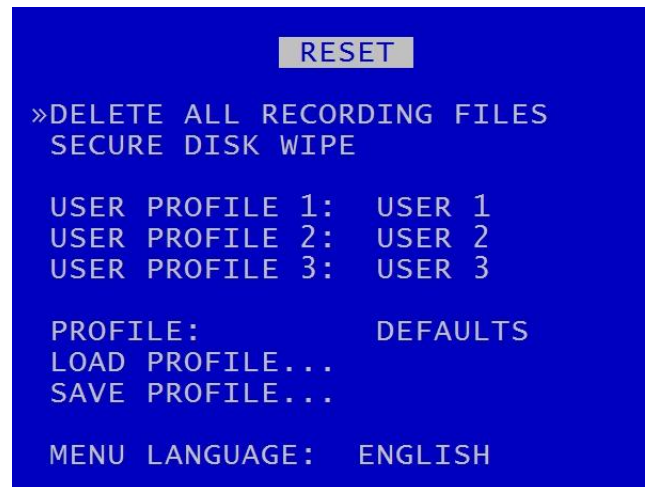 RESET
»DELETE ALL RECORDING FILES
SECURE DISK WIPE
USER PROFILE 1: USER 1
USER PROFILE 2: USER 2
USER PROFILE 3: USER 3
PROFILE: DEFAULTS
LOAD PROFILE...
SAVE PROFILE...
MENU LANGUAGE: ENGLISH